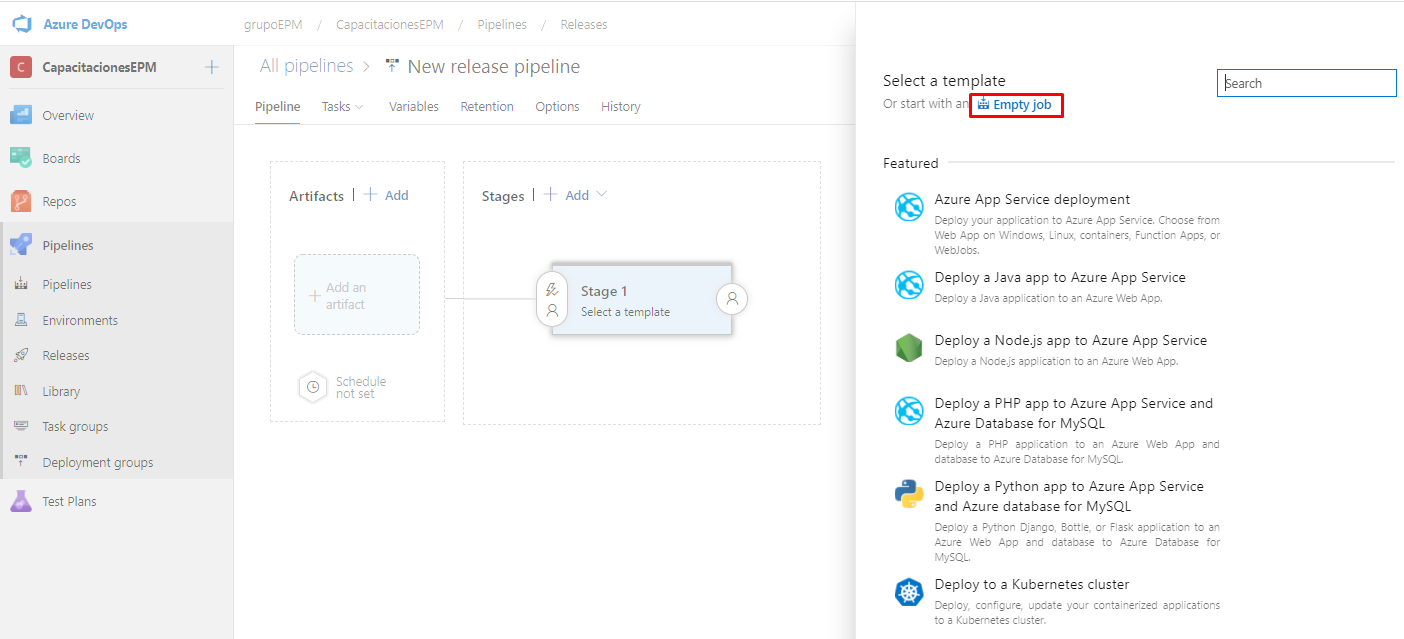 Azure DevOps
grupoEPM / CapacitacionesEPM / Pipelines / Releases
C CapacitacionesEPM
Overview
Boards
Repos
Pipelines
Pipelines
Environments
Releases
Library
Task groups
Deployment groups
Test Plans
All pipelines > New release pipeline
Pipeline Tasks Variables Retention Options History
Artifacts | + Add
Add an
artifact
Schedule
not set
Stages | + Add
Stage 1
Select a template
Select a template
Or start with an Empty job
Search
Featured
Azure App Service deployment
Deploy your application to Azure App Service. Choose from
Web App on Windows, Linux, containers, Function Apps, or
WebJobs.
Deploy a Java app to Azure App Service
Deploy a Java application to an Azure Web App.
Deploy a Node.js app to Azure App Service
Deploy a Node.js application to an Azure Web App.
Deploy a PHP app to Azure App Service and
Azure Database for MySQL
Deploy a PHP application to an Azure Web App and
database to Azure Database for MySQL.
Deploy a Python app to Azure App Service
and Azure database for MySQL
Deploy a Python Django, Bottle, or Flask application to an
Azure Web App and database to Azure Database for
MySQL.
Deploy to a Kubernetes cluster
Deploy, configure, update your containerized applications
to a Kubernetes cluster.